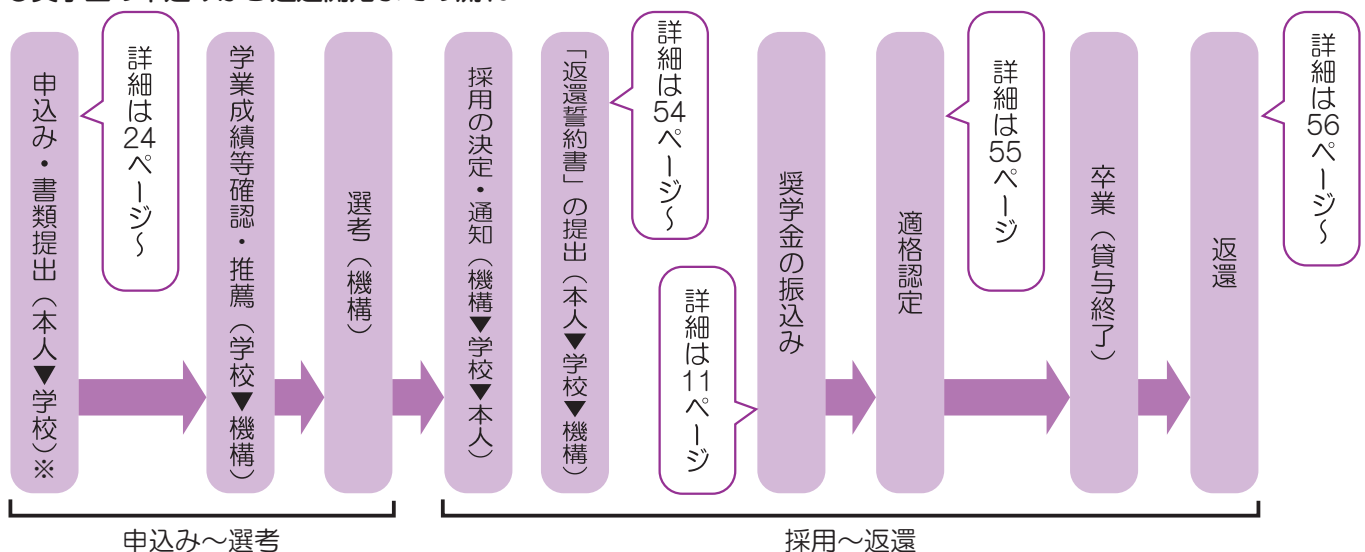 申込み・書類提出（本人▼学校）※
詳細は24ページ～
学業成績等確認・推薦（学校▼機構）
選考（機構）
採用の決定・通知（機構▼学校▼本人）
「返還誓約書」の提出（本人▼学校▼機構）
詳細は54ページ～
詳細は11ページ
奨学金の振込み
適格認定
詳細は55ページ
卒業（貸与終了）
返還
詳細は56ページ～
申込み～選考
採用～返還